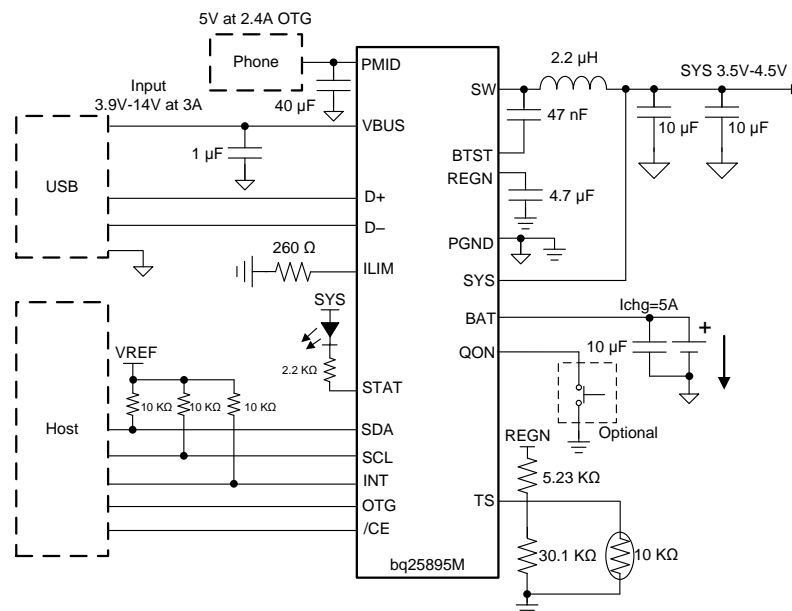 5V at 2.4A OTG
Phone
PMID
40 µF
Input
3.9V-14V at 3A
VBUS
1 µF
USB
D+
D–
260 Ω
ILIM
SYS
2.2 KΩ
STAT
VREF
10 KΩ
10 KΩ
10 KΩ
Host
SDA
SCL
INT
OTG
/CE
bq25895M
SW
2.2 µH
SYS 3.5V-4.5V
47 nF
10 µF
10 µF
BTST
REGN
4.7 µF
PGND
SYS
BAT
Ichg=5A
+
10 µF
QON
Optional
REGN
5.23 KΩ
TS
30.1 KΩ
10 KΩ